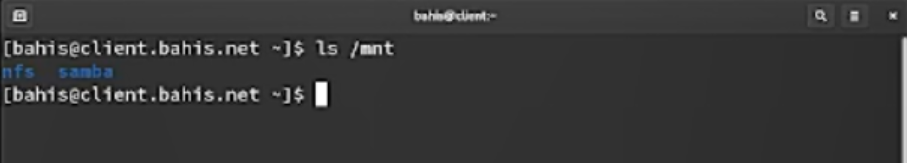 bahis@client:~
[bahis@client.bahis.net ~]$ ls /mnt
nfs  samba
[bahis@client.bahis.net ~]$